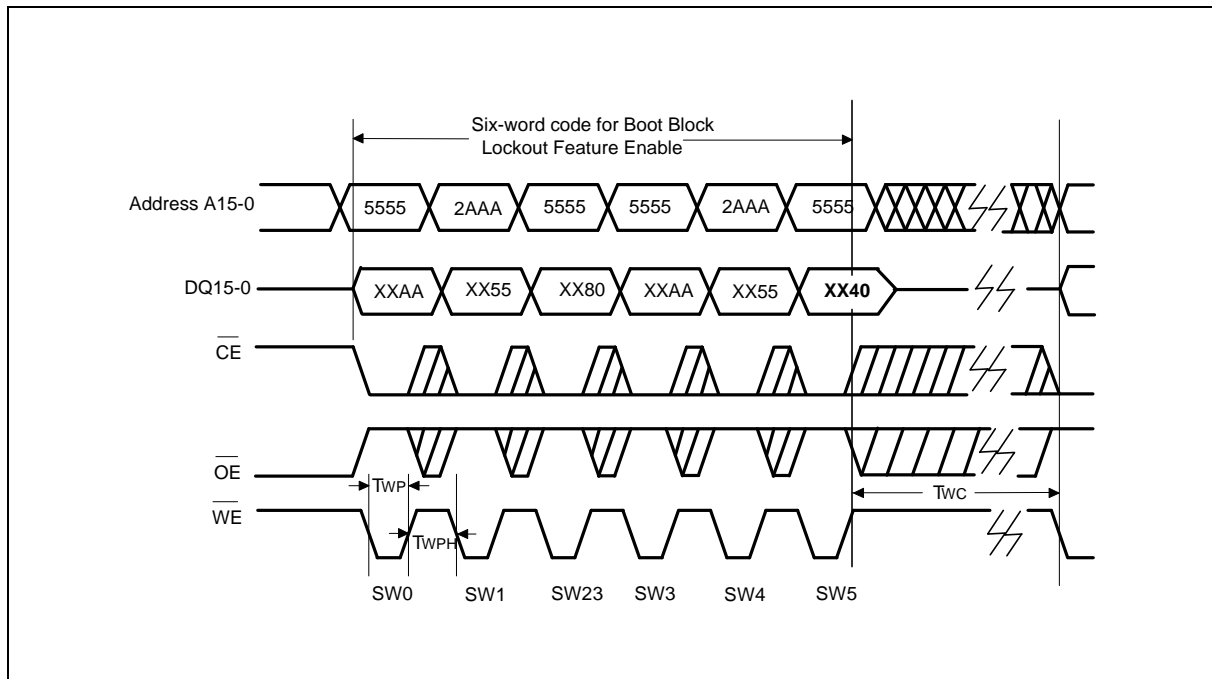 Six-word code for Boot Block
Lockout Feature Enable
Address A15-0
5555
2AAA
5555
5555
2AAA
5555
DQ15-0
XXAA
XX55
XX80
XXAA
XX55
XX40
CE
OE
TWP
TWC
WE
TWPH
SW0
SW1
SW23
SW3
SW4
SW5